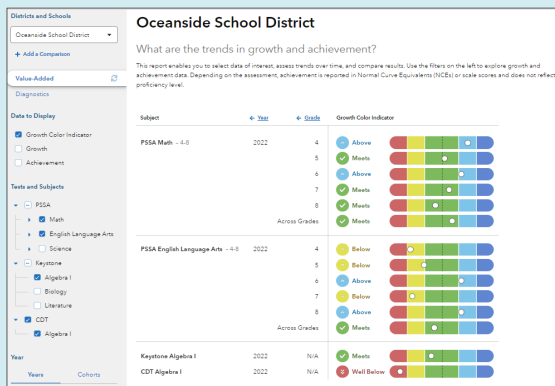 Districts and Schools
Oceanside School District
+ Add a Comparison
Value-Added
Diagnostics
Data to Display
Growth Color Indicator
Growth
Achievement
Tests and Subjects
PSSA
Math
English Language Arts
Science
Keystone
Algebra I
Biology
Literature
CDT
Algebra I
Year
Years Cohorts
Oceanside School District
What are the trends in growth and achievement?
This report enables you to select data of interest, assess trends over time, and compare results. Use the filters on the left to explore growth and
achievement data. Depending on the assessment, achievement is reported in Normal Curve Equivalents (NCEs) or scale scores and does not reflect
proficiency level.
Subject Year Grade Growth Color Indicator
PSSA Math - 4-8 2022 4 Above
5 Meets
6 Above
7 Meets
8 Meets
Across Grades Meets
PSSA English Language Arts - 4-8 2022 4 Below
5 Below
6 Above
7 Below
8 Above
Across Grades Meets
Keystone Algebra I 2022 N/A Meets
CDT Algebra I 2022 N/A Well Below